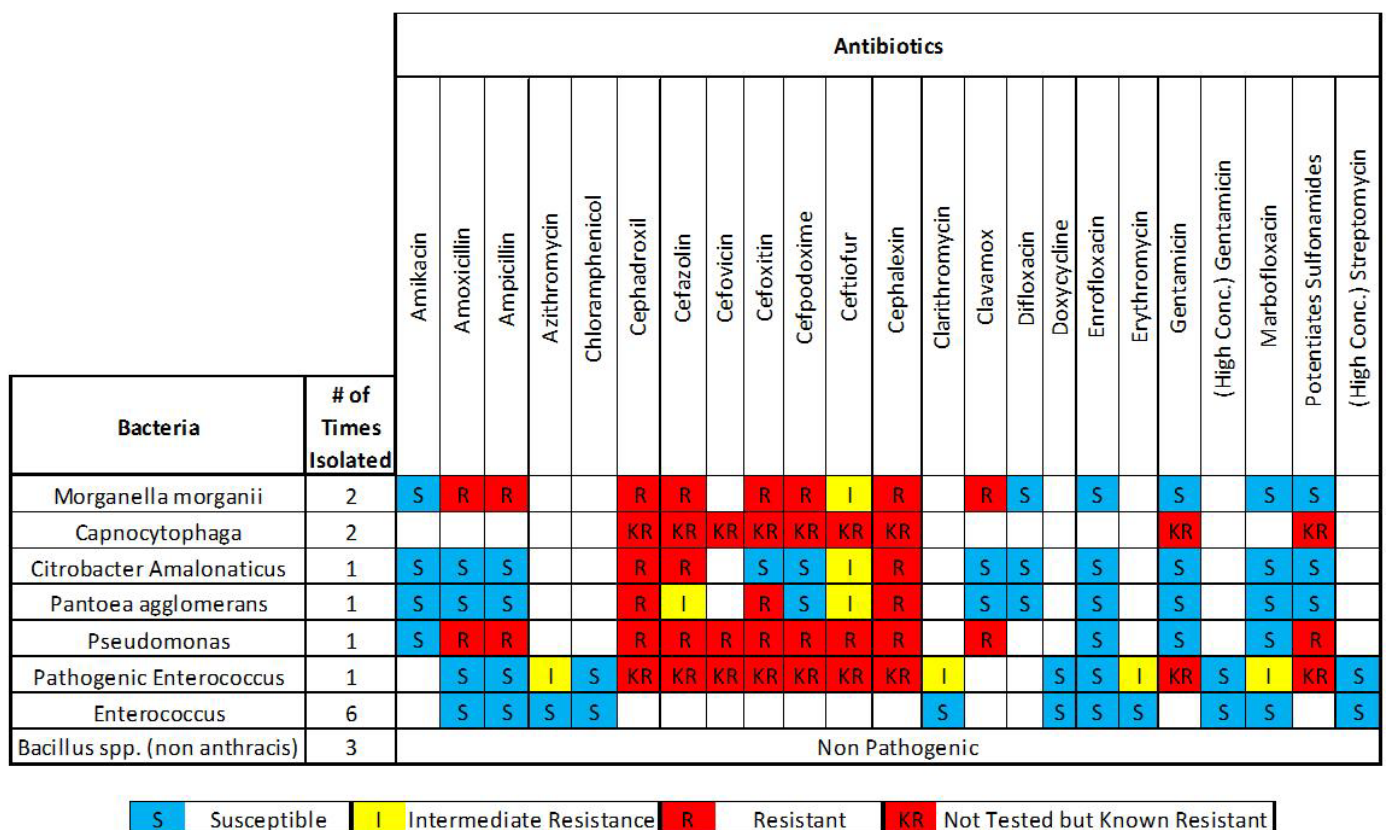 Antibiotics
Amikacin
Amoxicillin
Ampicillin
Azithromycin
Chloramphenicol
Cephadroxil
Cefazolin
Cefovicin
Cefoxitin
Cefpodoxime
Ceftiofur
Cephalexin
Clarithromycin
Clavamox
Difloxacin
Doxycycline
Enrofloxacin
Erythromycin
Gentamicin
(High Conc.) Gentamicin
Marbofloxacin
Potentiates Sulfonamides
(High Conc.) Streptomycin
Bacteria
# of
Times
Isolated
Morganella morganii 2 S R R R R R R I R R S S S S S
Capnocytophaga 2 KR KR KR KR KR KR KR KR KR
Citrobacter Amalonaticus 1 S S S R R S S I R S S S S S S
Pantoea agglomerans 1 S S S R I R S I R S S S S S S
Pseudomonas 1 S R R R R R R R R R R S S S R
Pathogenic Enterococcus 1 S S I S KR KR KR KR KR KR KR I S S I KR S I KR S
Enterococcus 6 S S S S S S S S S S S
Bacillus spp. (non anthracis) 3 Non Pathogenic
S Susceptible I Intermediate Resistance R Resistant KR Not Tested but Known Resistant